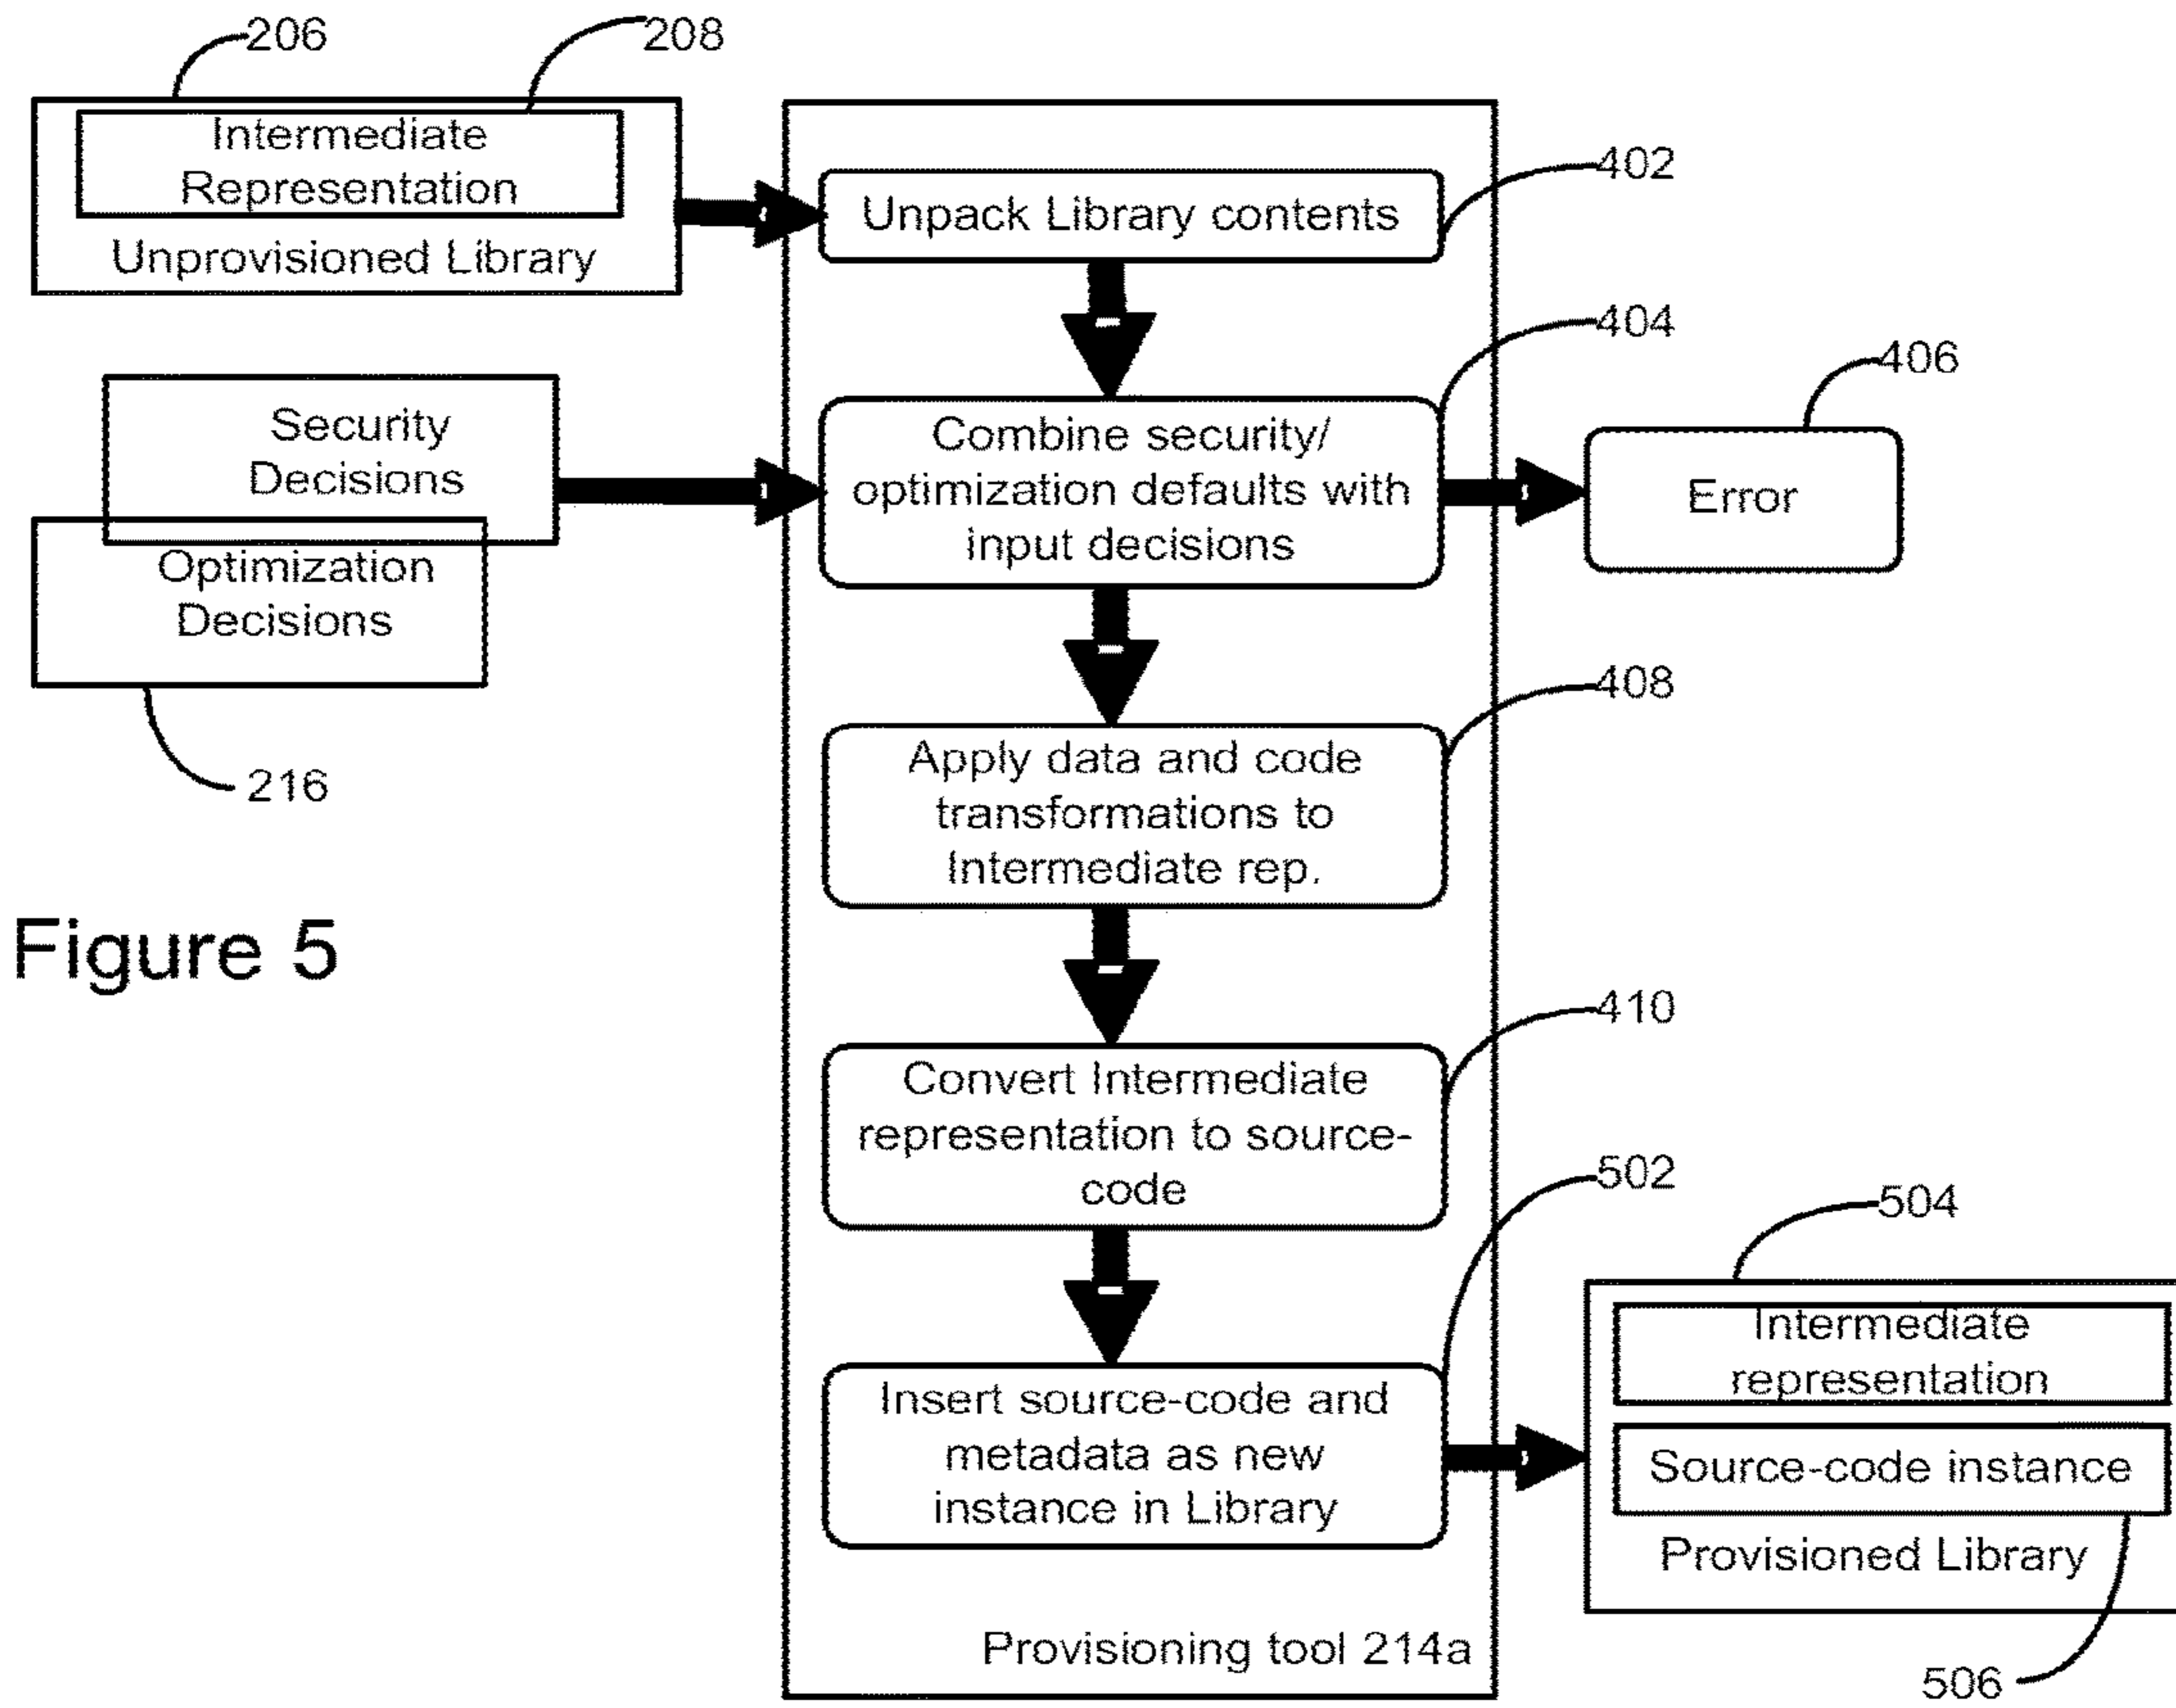 206
208
Intermediate
Representation
Unprovisioned Library
402
Unpack Library contents
404
406
Security
Decisions
Optimization
Decisions
216
Combine security/
optimization defaults with
input decisions
Error
408
Apply data and code
transformations to
Intermediate rep.
Figure 5
410
Convert Intermediate
representation to source-
code
502
504
Insert source-code and
metadata as new
instance in Library
Intermediate
representation
Source-code instance
Provisioned Library
506
Provisioning tool 214a